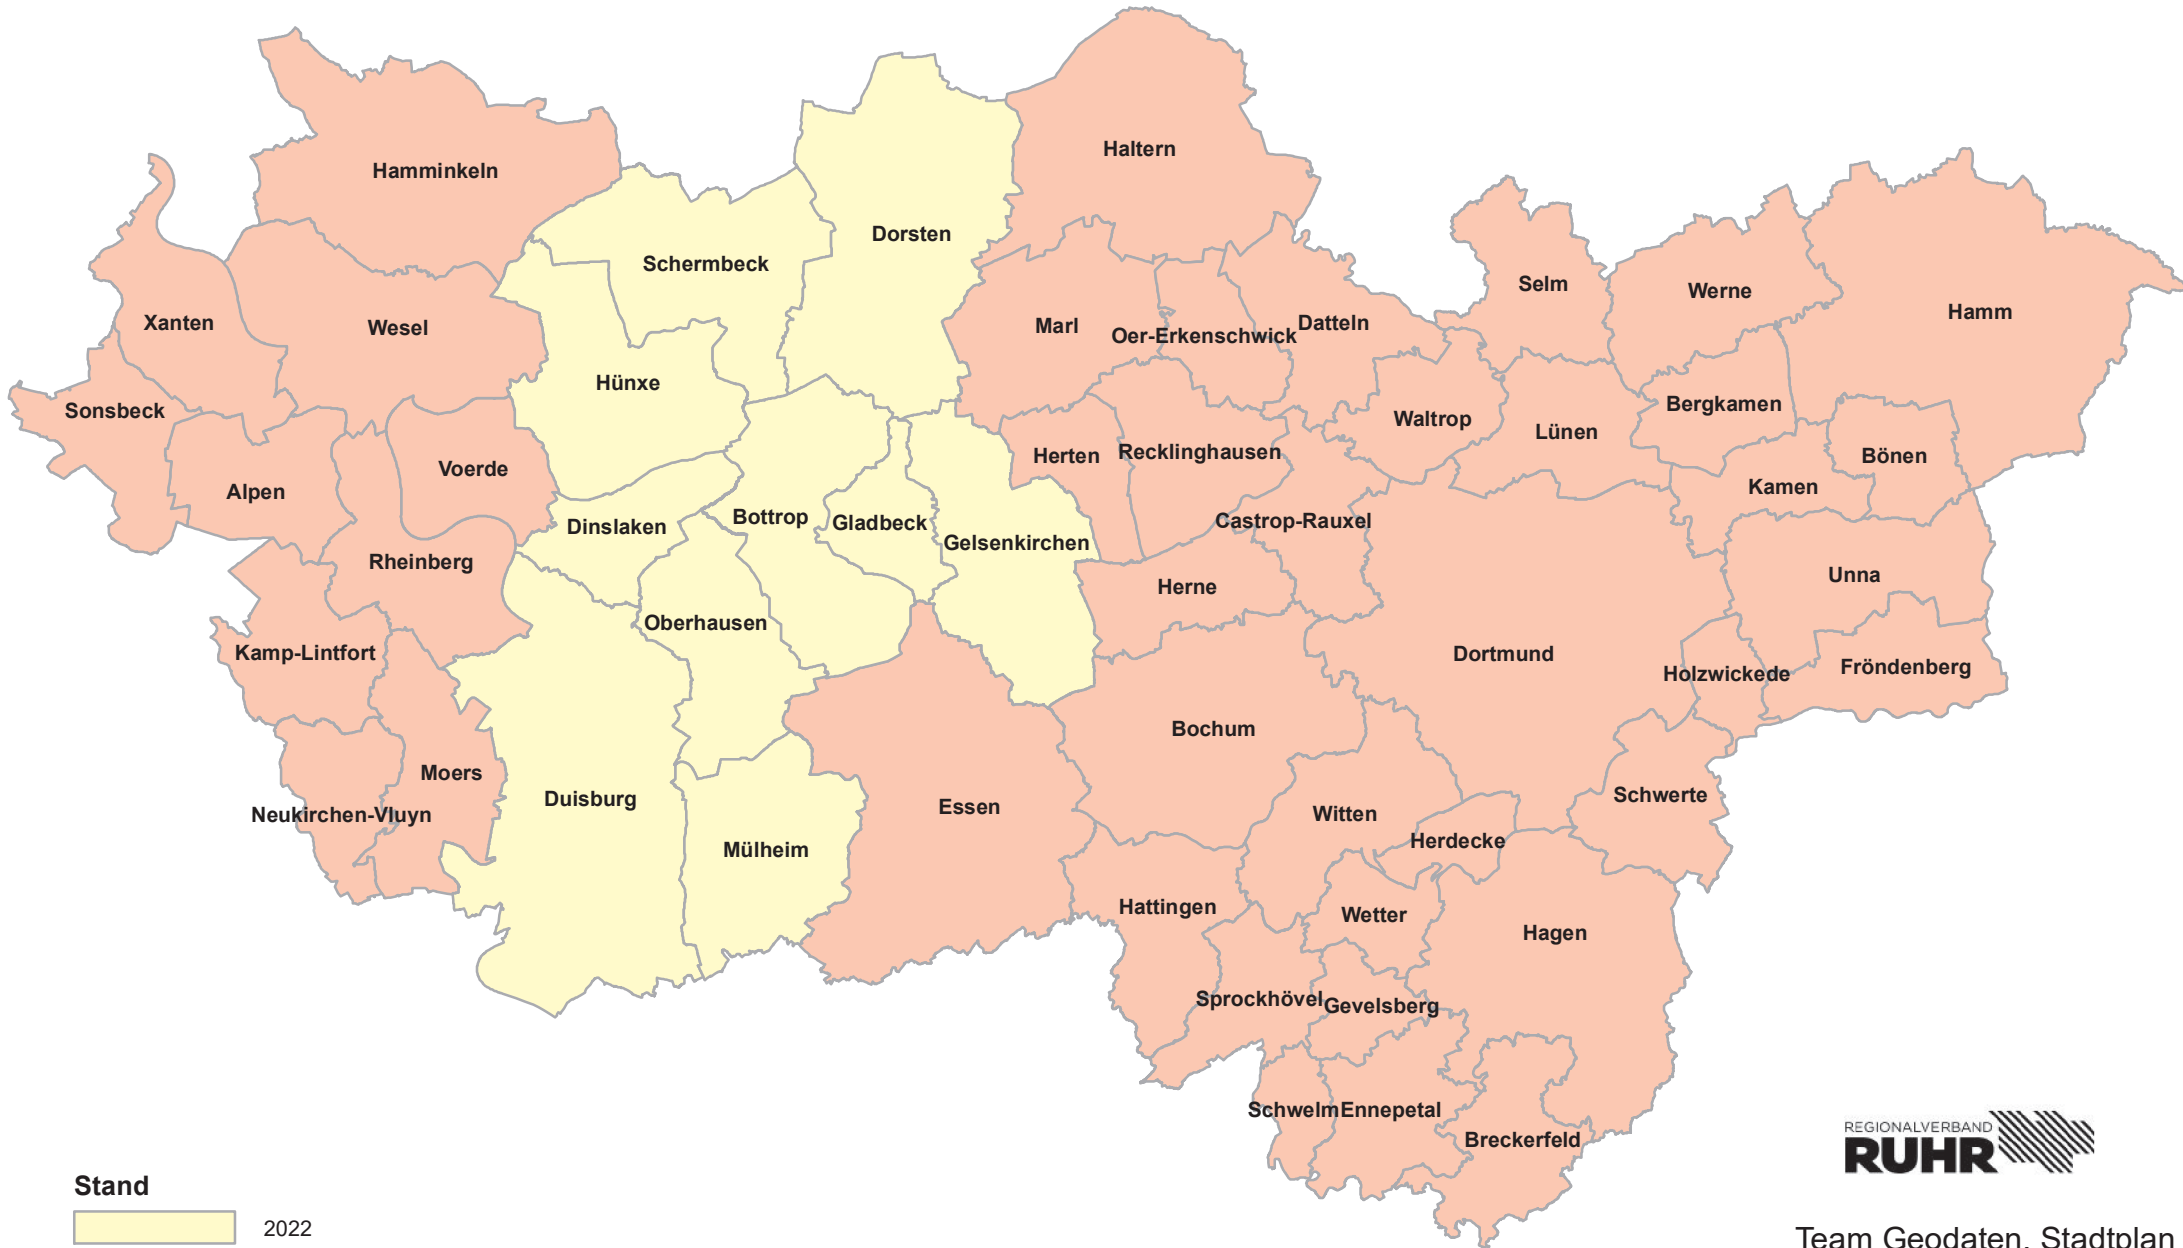 Haltern
Hamminkeln
Dorsten
Schermbeck
Selm
Werne
Hamm
Xanten
Wesel
Marl
Oer-Erkenschwick
Datteln
Hünxe
Sonsbeck
Bergkamen
Waltrop
Lünen
Herten
Recklinghausen
Bönen
Voerde
Alpen
Kamen
Dinslaken
Bottrop
Gladbeck
Castrop-Rauxel
Gelsenkirchen
Rheinberg
Herne
Unna
Oberhausen
Kamp-Lintfort
Dortmund
Holzwickede
Fröndenberg
Bochum
Moers
Duisburg
Essen
Schwerte
Neukirchen-Vluyn
Witten
Herdecke
Mülheim
Hattingen
Wetter
Hagen
Sprockhövel
Gevelsberg
Schwelm
Ennepetal
Breckerfeld
REGIONALVERBAND
RUHR
Stand
2022
Team Geodaten, Stadtplan